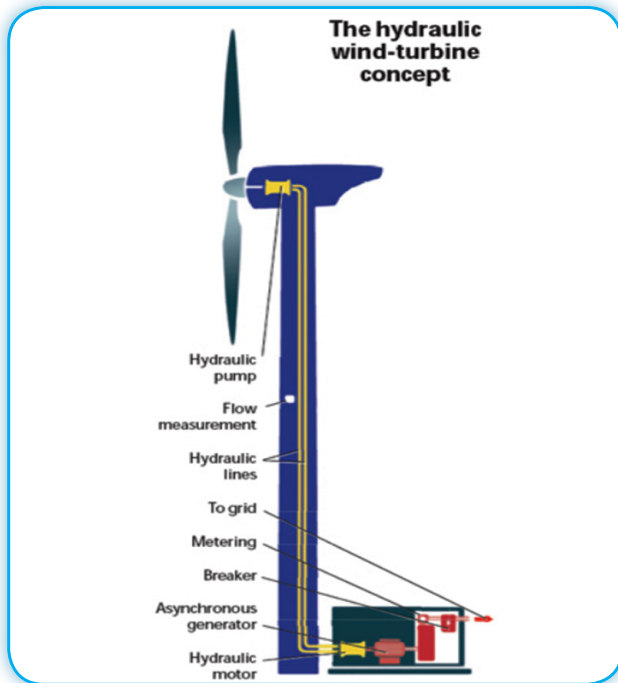 The hydraulic
wind-turbine
concept
Hydraulic
pump
Flow
measurement
Hydraulic
lines
To grid
Metering
Breaker
Asynchronous
generator
Hydraulic
motor